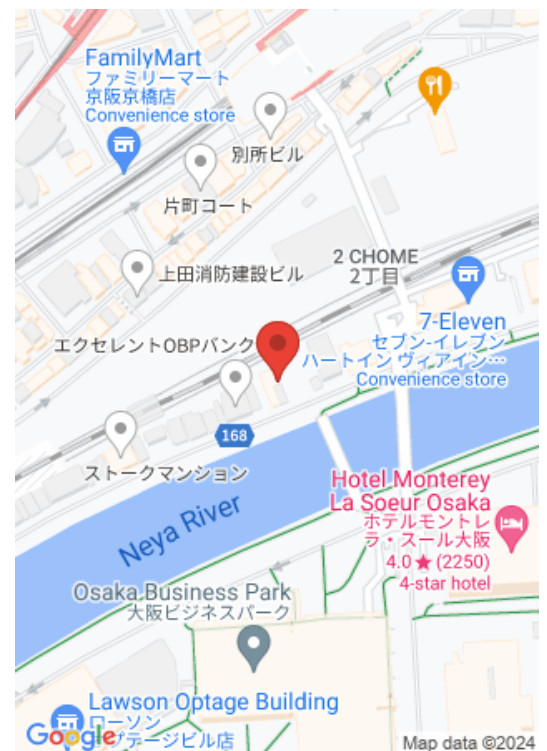 FamilyMart
ファミリーマート
京阪京橋店
Convenience store
別所ビル
片町コート
2 CHOME
2丁目
上田消防建設ビル
7-Eleven
セブン-イレブン
ハートイン ヴィアイン…
Convenience store
エクセレントOBPバンク
168
ストークマンション
Neya River
Hotel Monterey
La Soeur Osaka
ホテルモントレ
ラ・スール大阪
4.0 ★ (2250)
4-star hotel
Osaka Business Park
大阪ビジネスパーク
Lawson Optage Building
ローソン
プテージビル店
Google
Map data ©2024